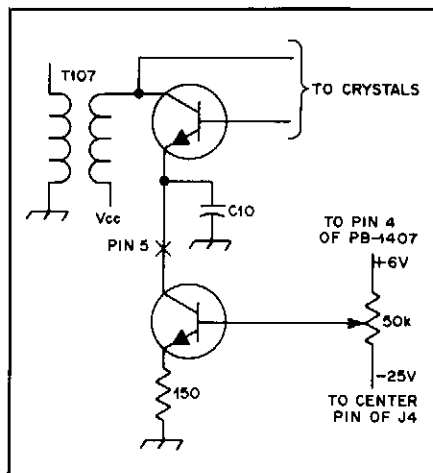 T107
TO CRYSTALS
Vcc
C10
PIN 5
TO PIN 4
OF PB-1407
+6V
50k
-25V
150
TO CENTER
PIN OF J4